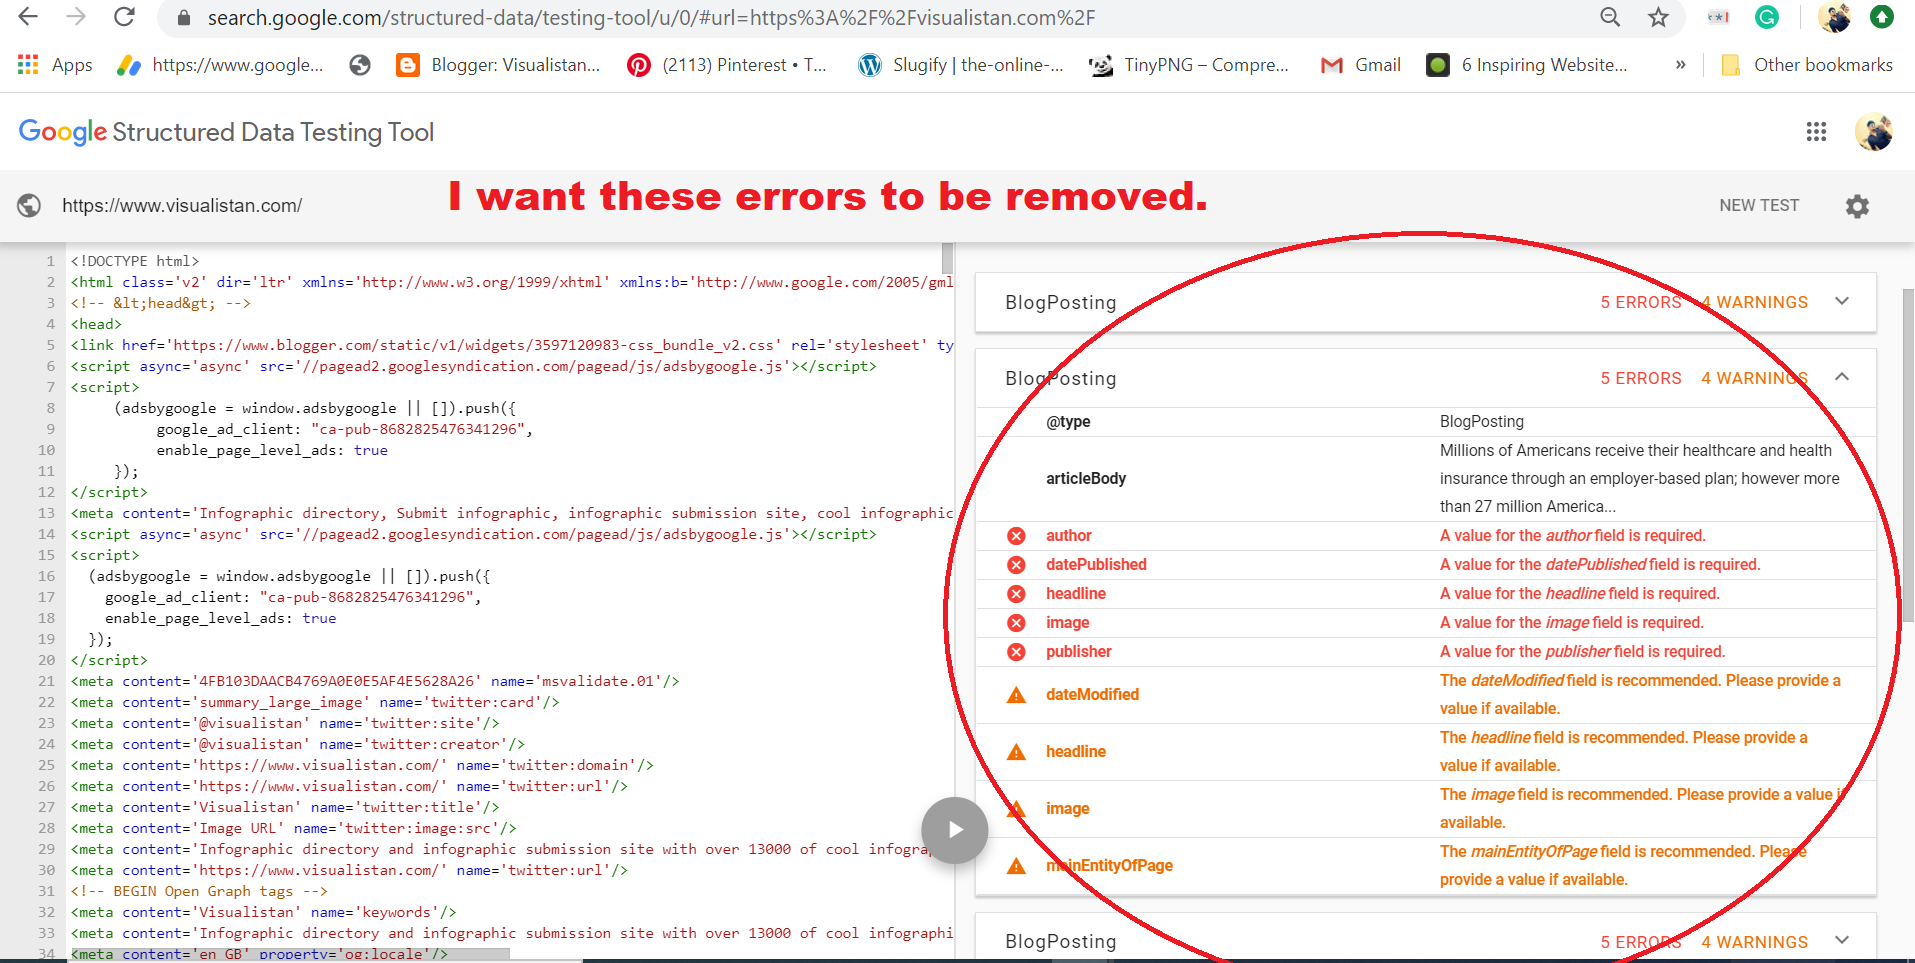 search.google.com/structured-data/testing-tool/u/0/#url=https%3A%2F%2Fvisualistan.com%2F
Apps https://www.google... Blogger: Visualistan... (2113) Pinterest • T... Slugify | the-online-... TinyPNG – Compre... Gmail 6 Inspiring Website... » Other bookmarks
Google Structured Data Testing Tool
I want these errors to be removed.
https://www.visualistan.com/
NEW TEST
1 <!DOCTYPE html>
2 <html class='v2' dir='ltr' xmlns='http://www.w3.org/1999/xhtml' xmlns:b='http://www.google.com/2005/gml
3 <!-- &lt;head&gt; -->
4 <head>
5 <link href='https://www.blogger.com/static/v1/widgets/3597120983-css_bundle_v2.css' rel='stylesheet' ty
6 <script async='async' src='//pagead2.googlesyndication.com/pagead/js/adsbygoogle.js'></script>
7 <script>
8 (adsbygoogle = window.adsbygoogle || []).push({
9 google_ad_client: "ca-pub-8682825476341296",
10 enable_page_level_ads: true
11 });
12 </script>
13 <meta content='Infographic directory, Submit infographic, infographic submission site, cool infographic
14 <script async='async' src='//pagead2.googlesyndication.com/pagead/js/adsbygoogle.js'></script>
15 <script>
16 (adsbygoogle = window.adsbygoogle || []).push({
17 google_ad_client: "ca-pub-8682825476341296",
18 enable_page_level_ads: true
19 });
20 </script>
21 <meta content='4FB103DAACB4769A0E0E5AF4E5628A26' name='msvalidate.01'/>
22 <meta content='summary_large_image' name='twitter:card'/>
23 <meta content='@visualistan' name='twitter:site'/>
24 <meta content='@visualistan' name='twitter:creator'/>
25 <meta content='https://www.visualistan.com/' name='twitter:domain'/>
26 <meta content='https://www.visualistan.com/' name='twitter:url'/>
27 <meta content='Visualistan' name='twitter:title'/>
28 <meta content='Image URL' name='twitter:image:src'/>
29 <meta content='Infographic directory and infographic submission site with over 13000 of cool infograp
30 <meta content='https://www.visualistan.com/' name='twitter:url'/>
31 <!-- BEGIN Open Graph tags -->
32 <meta content='Visualistan' name='keywords'/>
33 <meta content='Infographic directory and infographic submission site with over 13000 of cool infographi
34 <meta content='en_GB' property='og:locale'/>
BlogPosting 5 ERRORS 4 WARNINGS
BlogPosting 5 ERRORS 4 WARNINGS
@type BlogPosting
articleBody Millions of Americans receive their healthcare and health
insurance through an employer-based plan; however more
than 27 million America...
author A value for the author field is required.
datePublished A value for the datePublished field is required.
headline A value for the headline field is required.
image A value for the image field is required.
publisher A value for the publisher field is required.
dateModified The dateModified field is recommended. Please provide a
value if available.
headline The headline field is recommended. Please provide a
value if available.
image The image field is recommended. Please provide a value if
available.
mainEntityOfPage The mainEntityOfPage field is recommended. Please
provide a value if available.
BlogPosting 5 ERRORS 4 WARNINGS